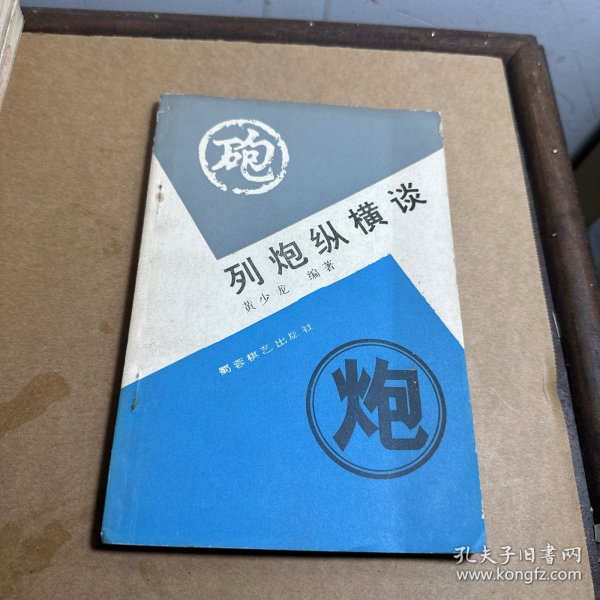 砲
列炮纵横谈
黄少龙 编著
蜀蓉棋艺出版社
炮
孔夫子旧书网
www.kongfz.com